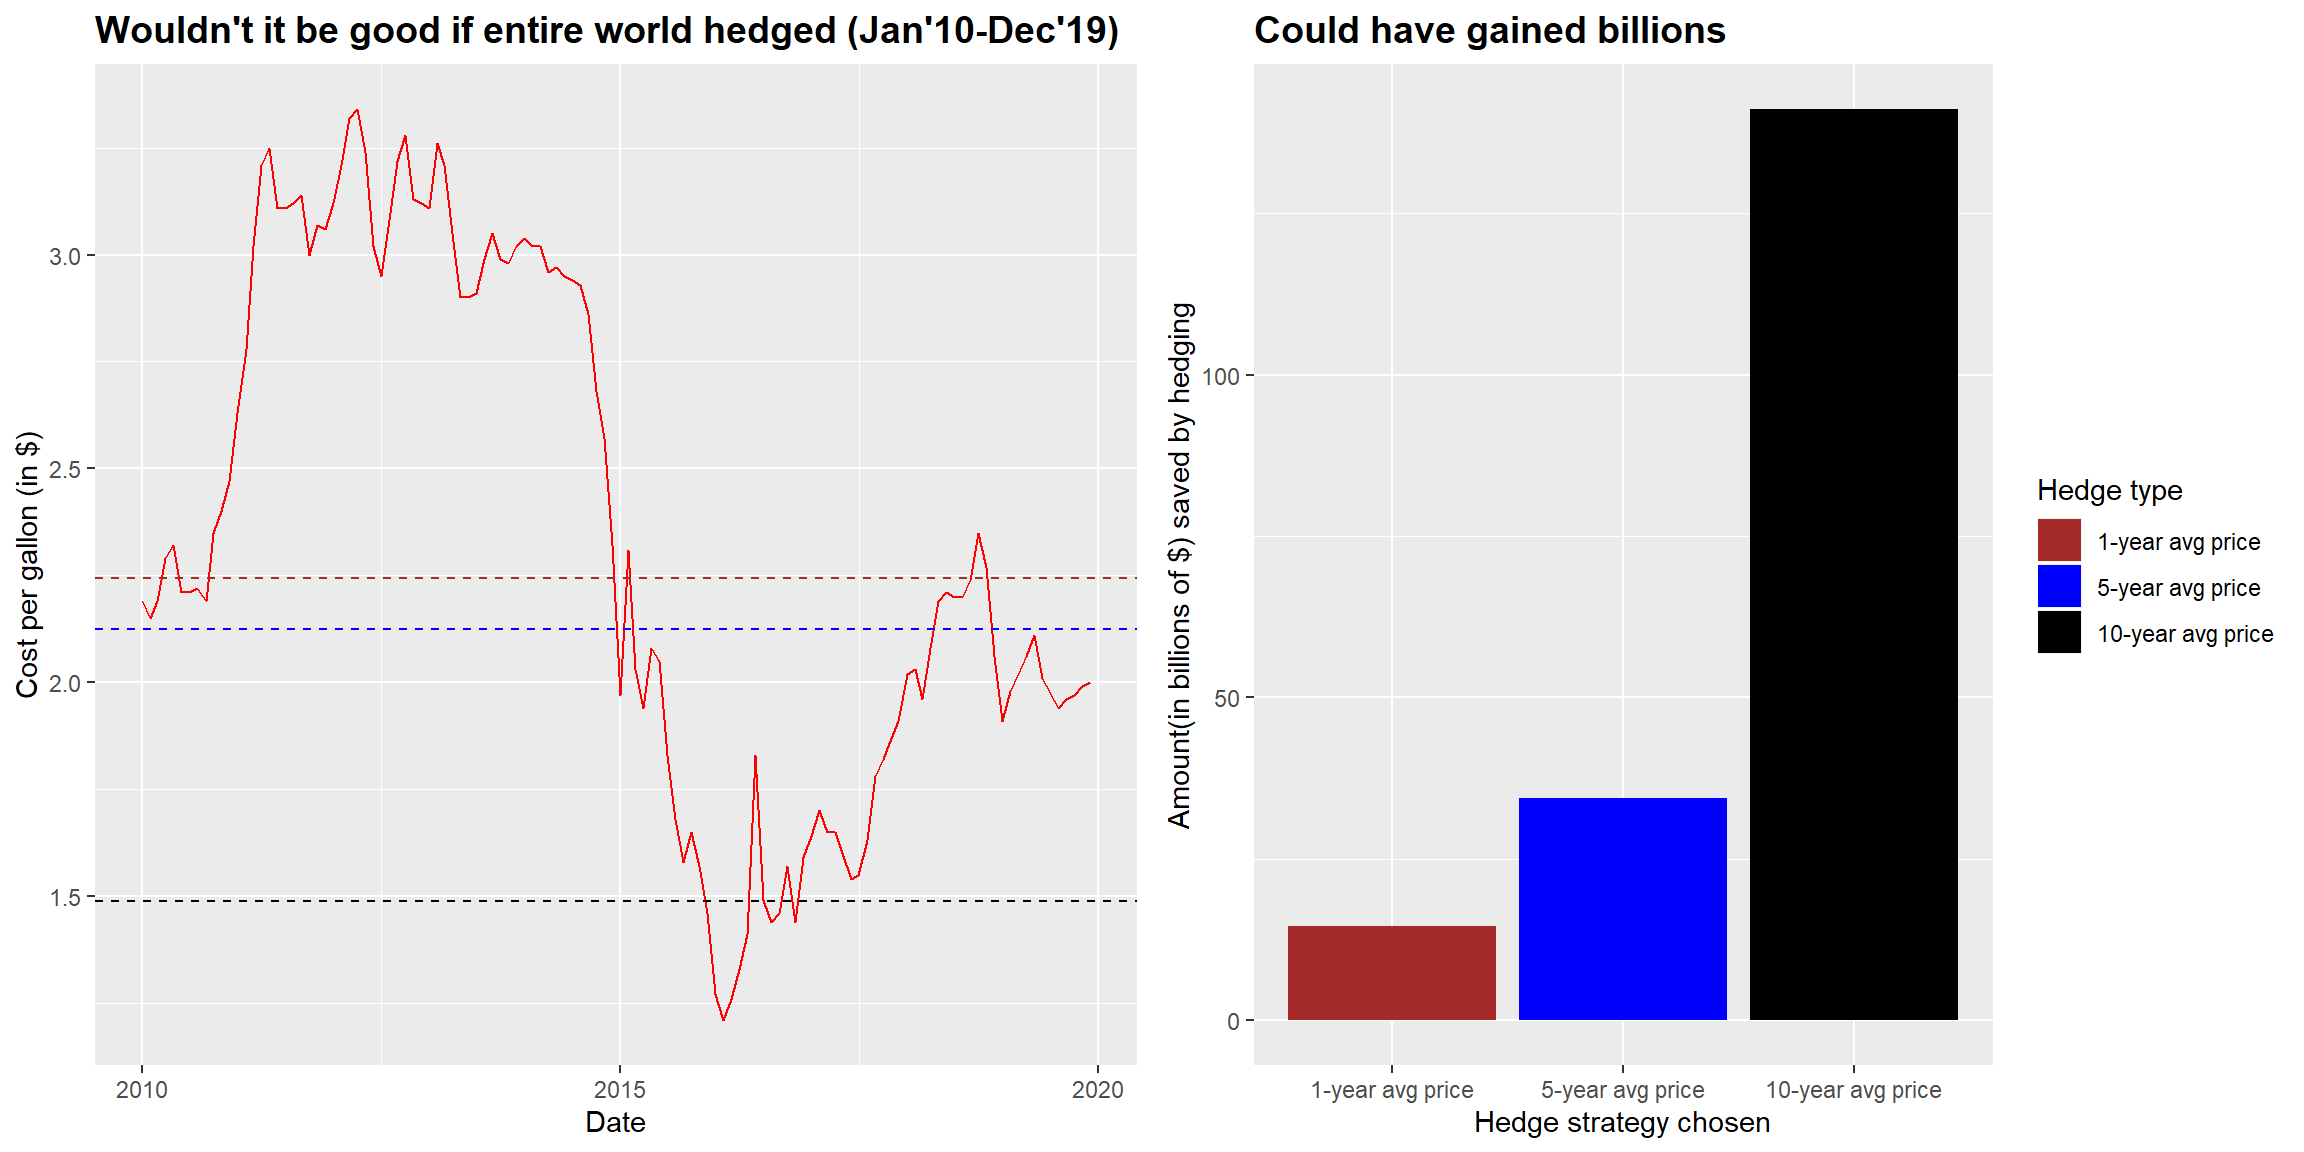 Wouldn't it be good if entire world hedged (Jan'10-Dec'19)
Cost per gallon (in $)
3.0
2.5
2.0
1.5
2010
2015
2020
Date
Could have gained billions
Amount(in billions of $) saved by hedging
100
50
0
1-year avg price
5-year avg price
10-year avg price
Hedge strategy chosen
Hedge type
1-year avg price
5-year avg price
10-year avg price